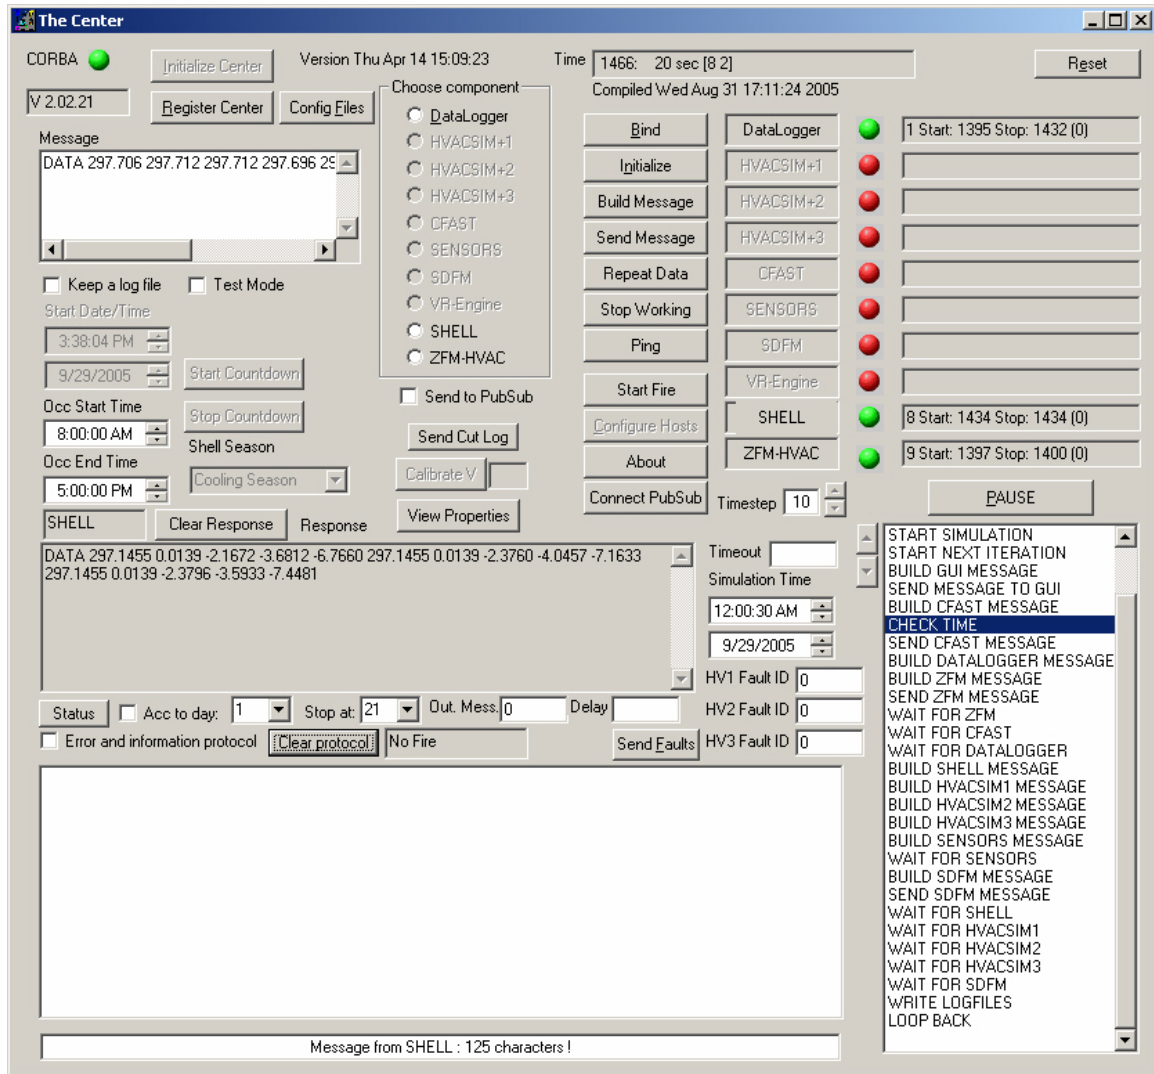 The Center
CORBA
Initialize Center
Version Thu Apr 14 15:09:23
Time
1466: 20 sec [8 2]
Reset
Compiled Wed Aug 31 17:11:24 2005
V 2.02.21
Register Center
Config Files
Message
DATA 297.706 297.712 297.712 297.696 29
Keep a log file
Test Mode
Start Date/Time
3:38:04 PM
9/29/2005
Start Countdown
Occ Start Time
8:00:00 AM
Stop Countdown
Occ End Time
5:00:00 PM
Shell Season
Cooling Season
Choose component
DataLogger
HVACSIM+1
HVACSIM+2
HVACSIM+3
CFAST
SENSORS
SDFM
VR-Engine
SHELL
ZFM-HVAC
Send to PubSub
Send Cut Log
Calibrate V
View Properties
Bind
Initialize
Build Message
Send Message
Repeat Data
Stop Working
Ping
Start Fire
Configure Hosts
About
Connect PubSub
DataLogger
1 Start: 1395 Stop: 1432 (0)
HVACSIM+1
HVACSIM+2
HVACSIM+3
CFAST
SENSORS
SDFM
VR-Engine
SHELL
8 Start: 1434 Stop: 1434 (0)
ZFM-HVAC
9 Start: 1397 Stop: 1400 (0)
Timestep
10
PAUSE
SHELL
Clear Response
Response
DATA 297.1455 0.0139 -2.1672 -3.6812 -6.7660 297.1455 0.0139 -2.3760 -4.0457 -7.1633
297.1455 0.0139 -2.3796 -3.5933 -7.4481
Timeout
Simulation Time
12:00:30 AM
9/29/2005
HV1 Fault ID 0
HV2 Fault ID 0
HV3 Fault ID 0
Status
Acc to day: 1
Stop at: 21
Out. Mess. 0
Delay
Error and information protocol
Clear protocol
No Fire
Send Faults
START SIMULATION
START NEXT ITERATION
BUILD GUI MESSAGE
SEND MESSAGE TO GUI
BUILD CFAST MESSAGE
CHECK TIME
SEND CFAST MESSAGE
BUILD DATALOGGER MESSAGE
BUILD ZFM MESSAGE
SEND ZFM MESSAGE
WAIT FOR ZFM
WAIT FOR CFAST
WAIT FOR DATALOGGER
BUILD SHELL MESSAGE
BUILD HVACSIM1 MESSAGE
BUILD HVACSIM2 MESSAGE
BUILD HVACSIM3 MESSAGE
BUILD SENSORS MESSAGE
WAIT FOR SENSORS
BUILD SDFM MESSAGE
SEND SDFM MESSAGE
WAIT FOR SHELL
WAIT FOR HVACSIM1
WAIT FOR HVACSIM2
WAIT FOR HVACSIM3
WAIT FOR SDFM
WRITE LOGFILES
LOOP BACK
Message from SHELL : 125 characters !